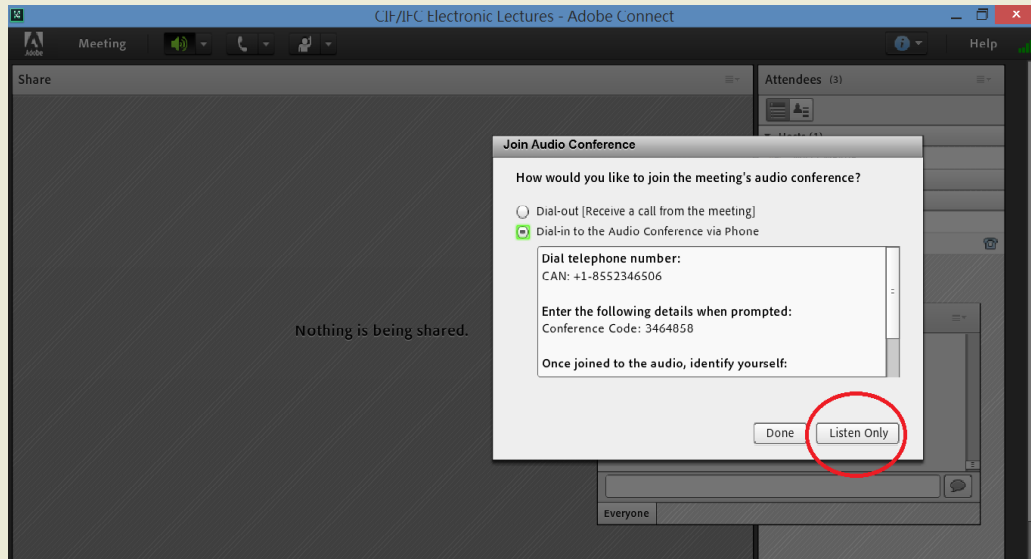 CIF/IFC Electronic Lectures - Adobe Connect
Adobe
Meeting
Help
Share
Attendees (3)
Hosts (1)
Join Audio Conference
How would you like to join the meeting's audio conference?
Dial-out [Receive a call from the meeting]
Dial-in to the Audio Conference via Phone
Dial telephone number:
CAN: +1-8552346506
Enter the following details when prompted:
Conference Code: 3464858
Once joined to the audio, identify yourself:
Nothing is being shared.
Done
Listen Only
Everyone